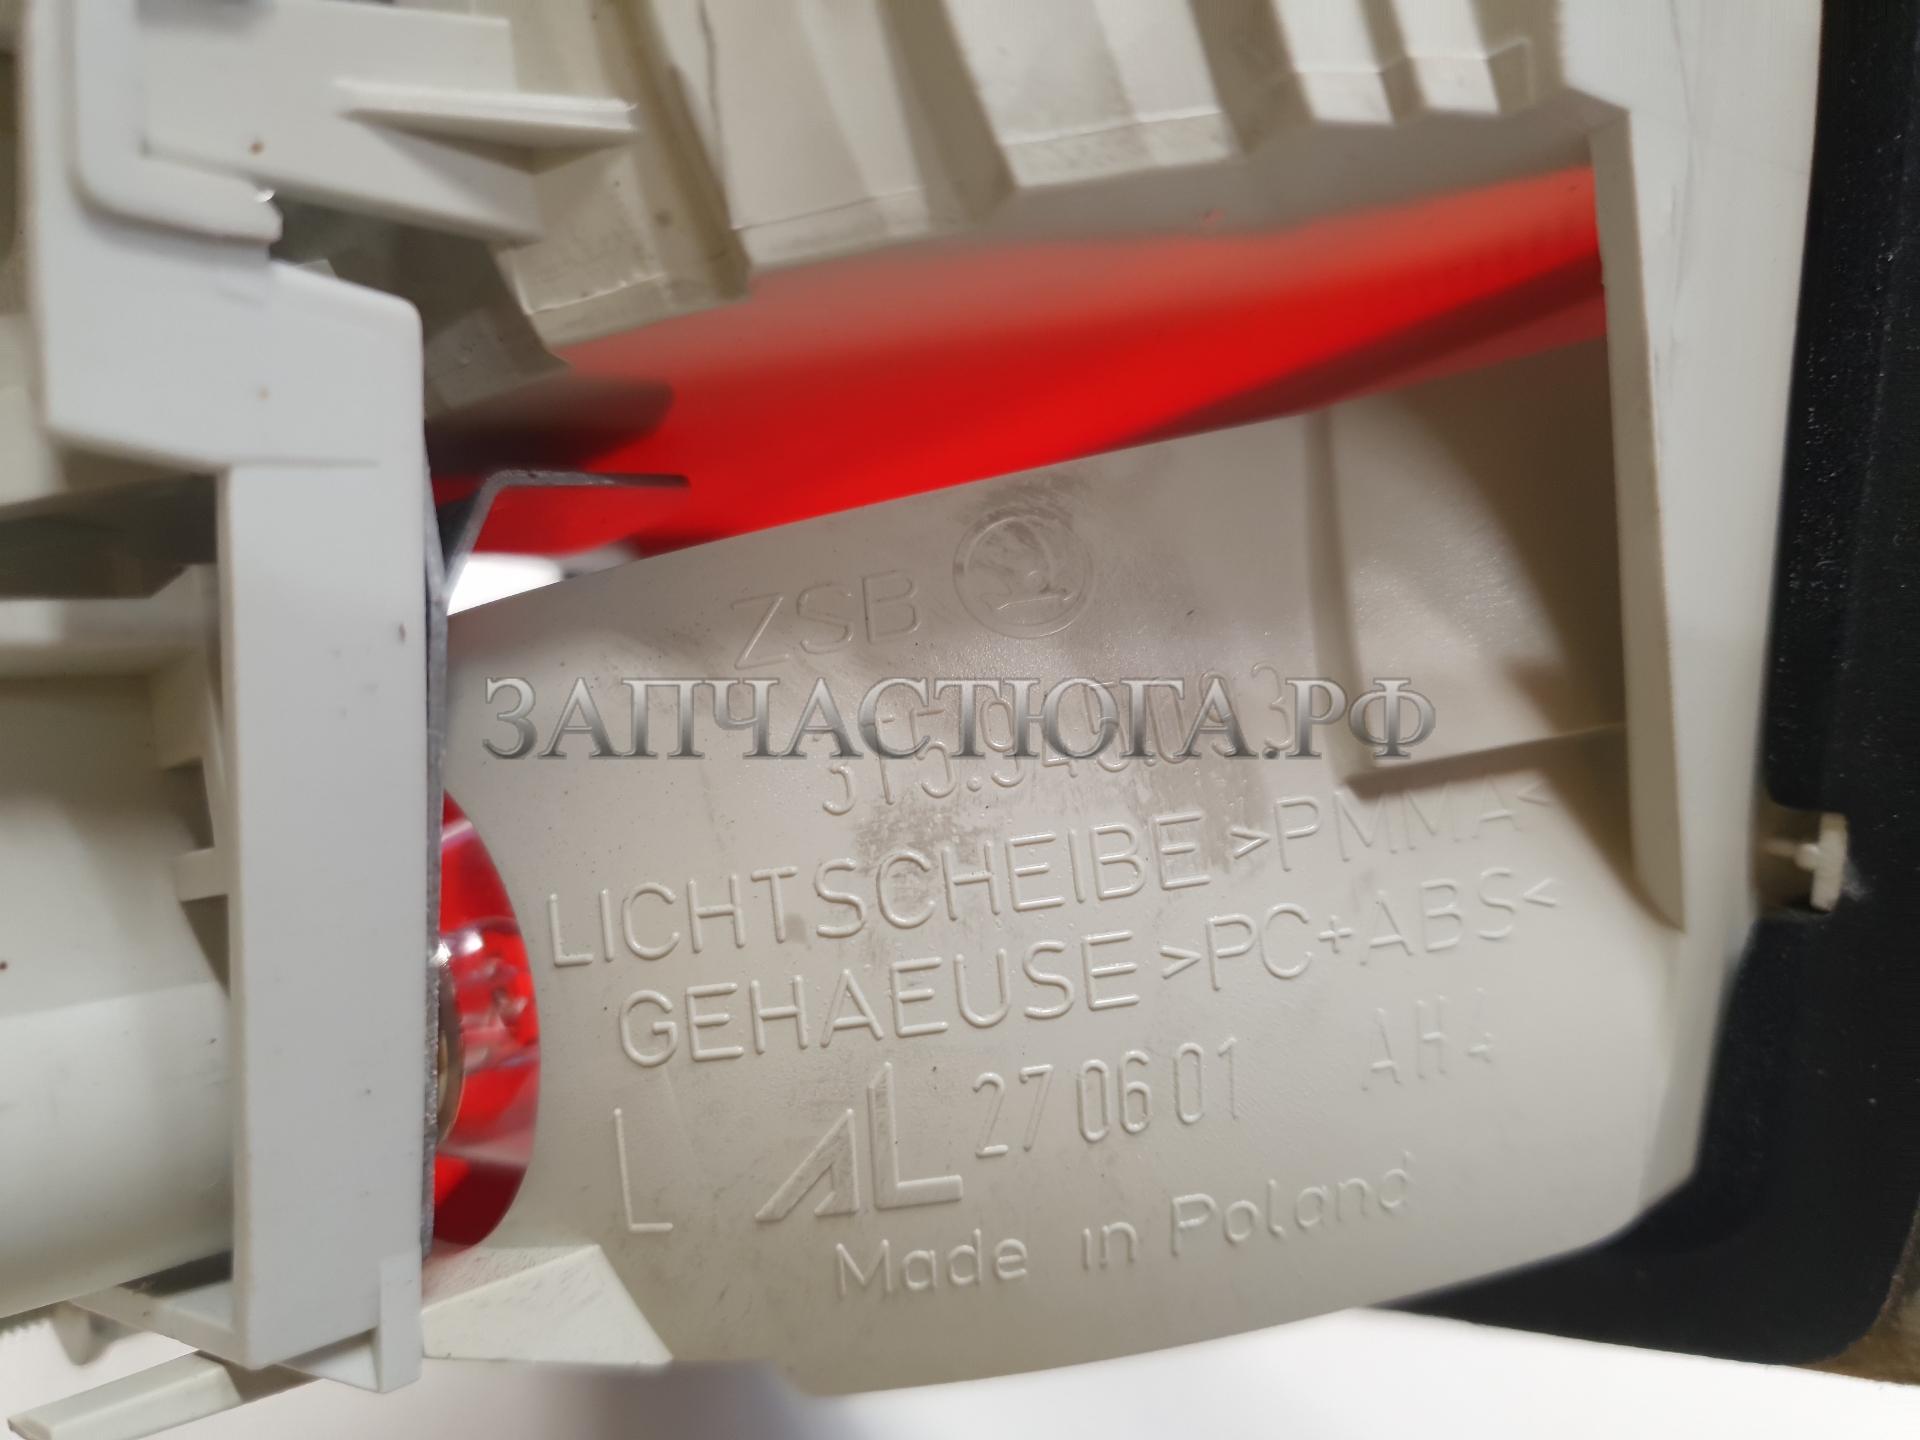 ZSB
ЗАПЧАСТЮГА.РФ
LICHTSCHEIBE >PMMA<
GEHAEUSE >PC+ABS<
L AL 27 06 01 AH4
Made in Poland